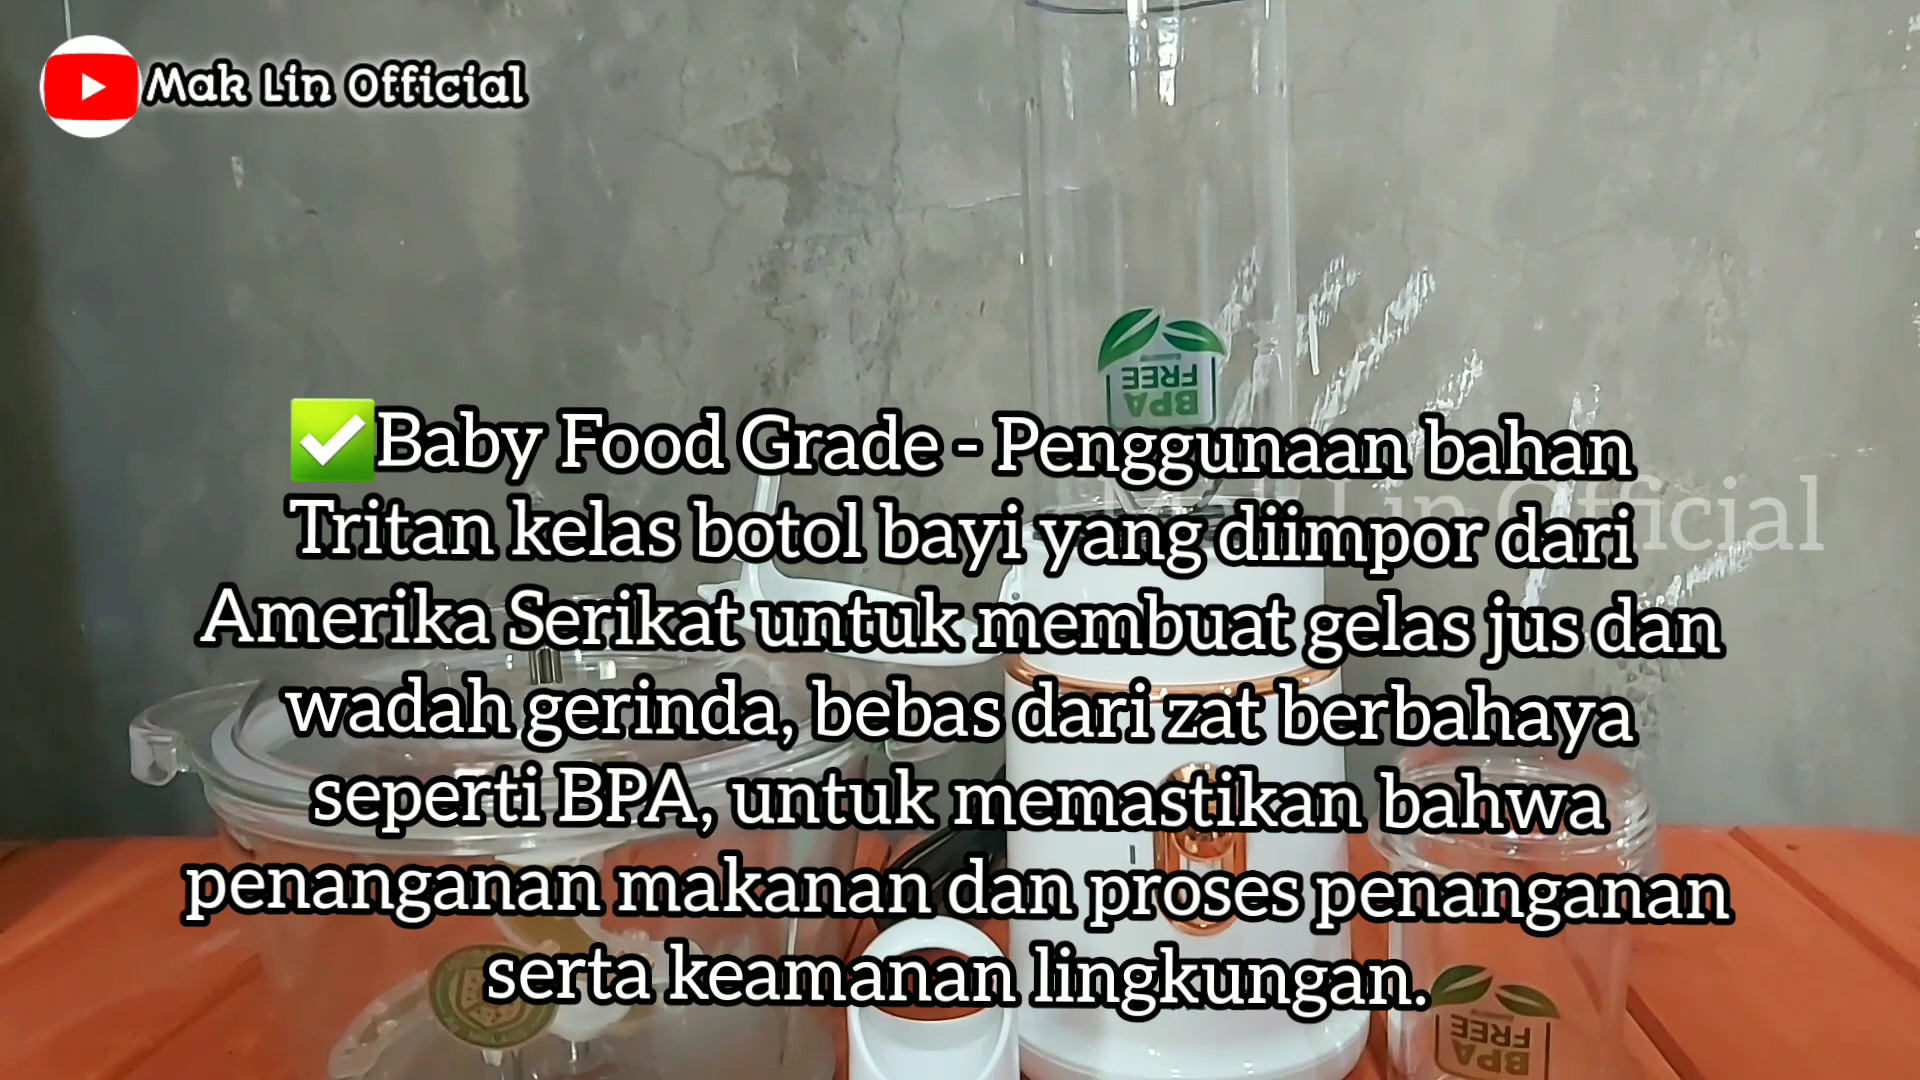 Mak Lin Official
BPA
FREE
✅Baby Food Grade - Penggunaan bahan
Tritan kelas botol bayi yang diimpor dari
Amerika Serikat untuk membuat gelas jus dan
wadah gerinda, bebas dari zat berbahaya
seperti BPA, untuk memastikan bahwa
penanganan makanan dan proses penanganan
serta keamanan lingkungan.
Mak Lin Official
BPA
FREE